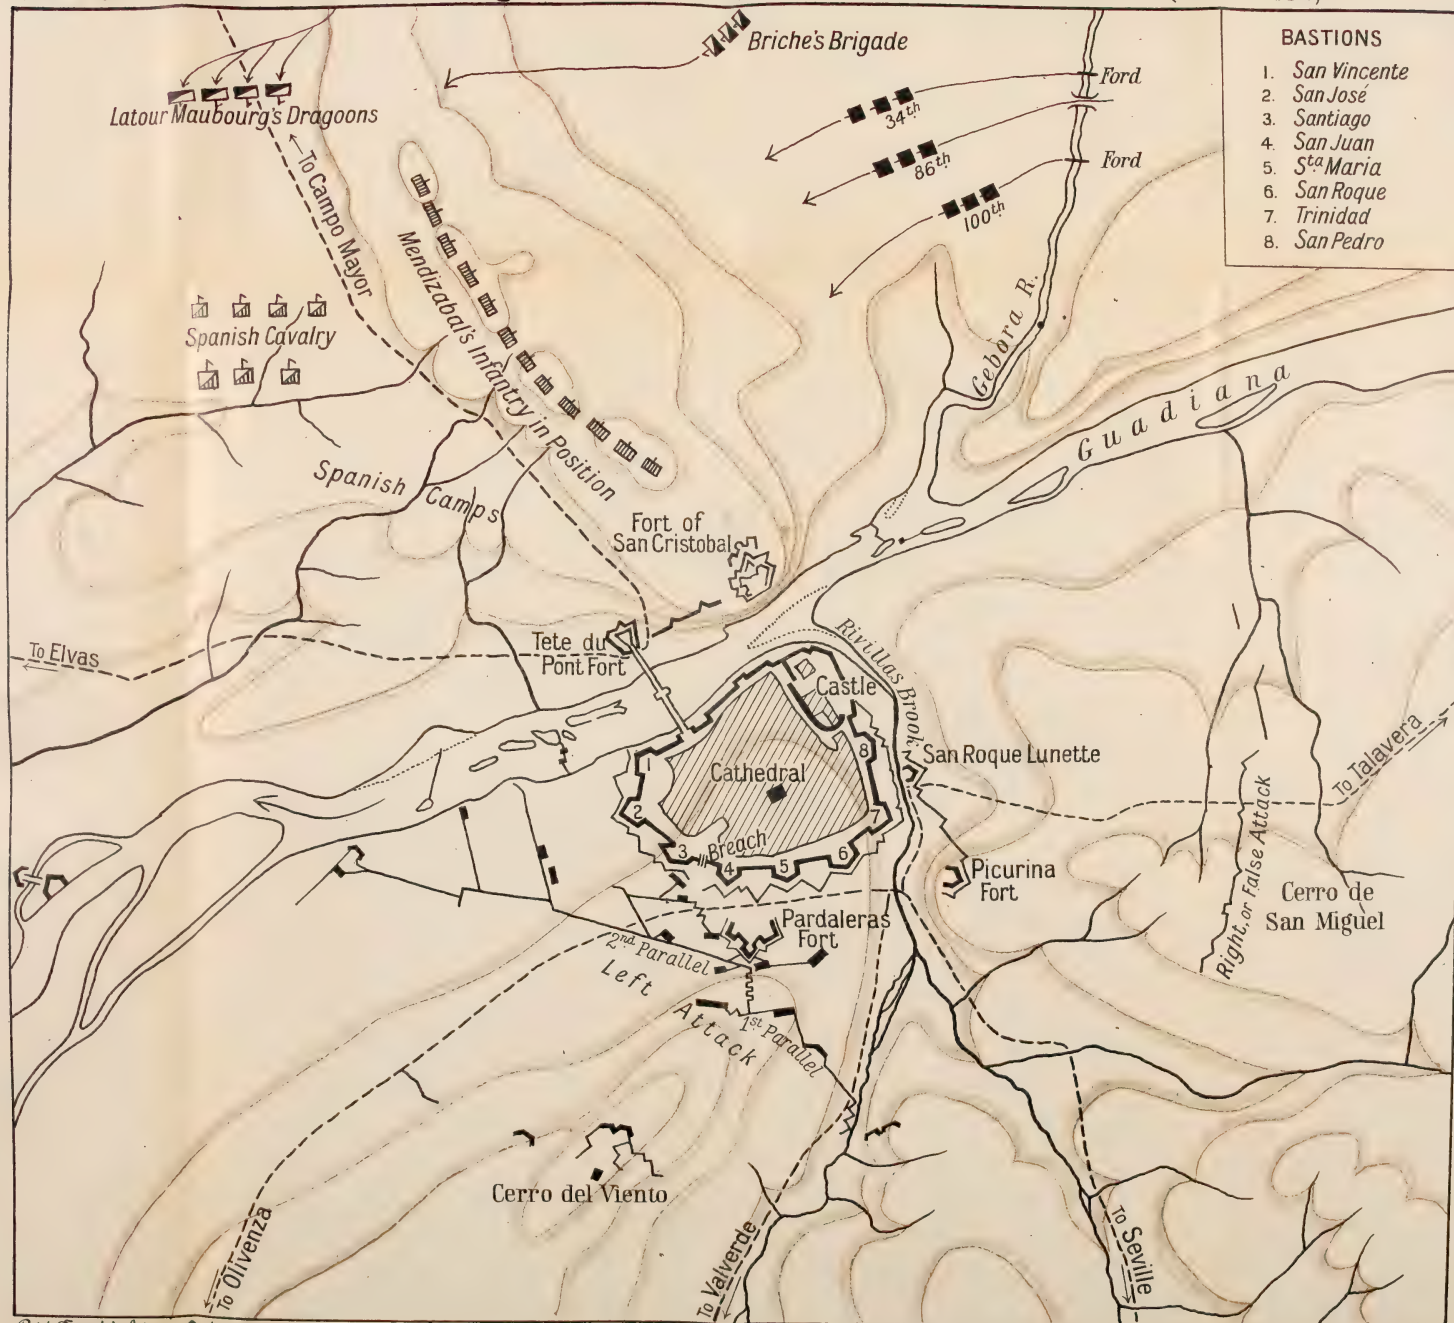 BASTIONS
1. San Vincente
2. San José
3. Santiago
4. San Juan
5. Sta Maria
6. San Roque
7. Trinidad
8. San Pedro
Briche's Brigade
Latour Maubourg's Dragoons
Ford
34th
86th
Ford
100th
To Campo Mayor
Mendizabal's Infantry in Position
Spanish Cavalry
Gebora R.
Guadiana
Spanish Camps
Fort of
San Cristobal
To Elvas
Tete du
Pont Fort
Rivillas Brook
Castle
San Roque Lunette
To Talavera
Cathedral
1
2
3
4
5
6
7
8
Breach
Picurina
Fort
Cerro de
San Miguel
Right, or False Attack
Pardaleras
Fort
2nd Parallel
Left
Attack
1st Parallel
Cerro del Viento
To Olivenza
To Valverde
To Seville